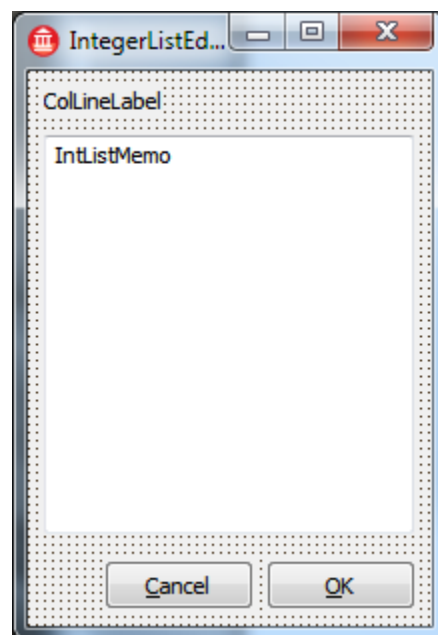 IntegerListEd...
ColLineLabel
IntListMemo
Cancel
OK